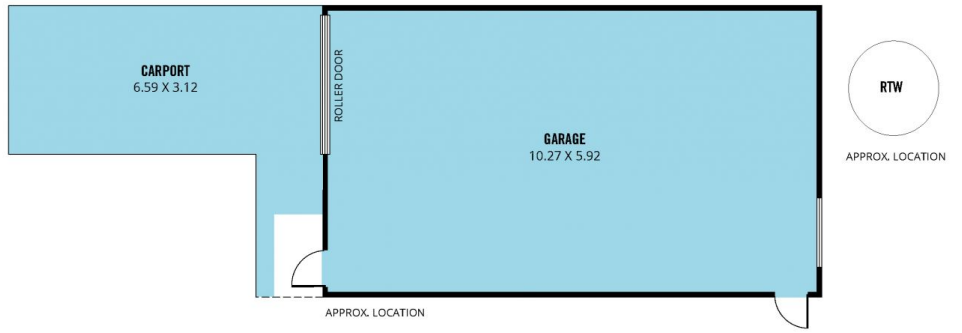 CARPORT
6.59 X 3.12
ROLLER DOOR
GARAGE
10.27 X 5.92
RTW
APPROX. LOCATION
APPROX. LOCATION